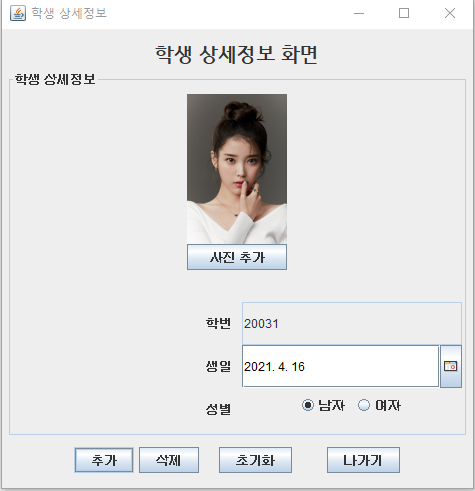 학생 상세정보
학생 상세정보 화면
학생 상세정보
사진 추가
학번 20031
생일 2021. 4. 16
성별 남자 여자
추가 삭제 초기화 나가기